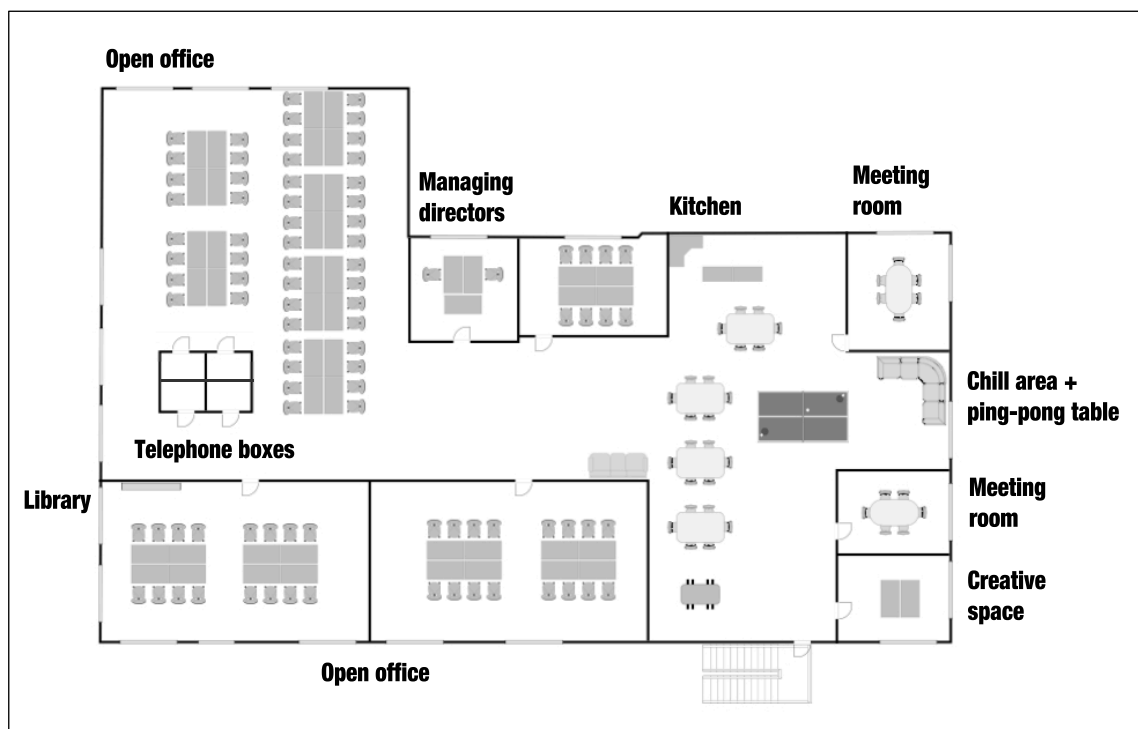 Open office
Managing
directors
Kitchen
Meeting
room
Chill area +
ping-pong table
Telephone boxes
Library
Meeting
room
Creative
space
Open office